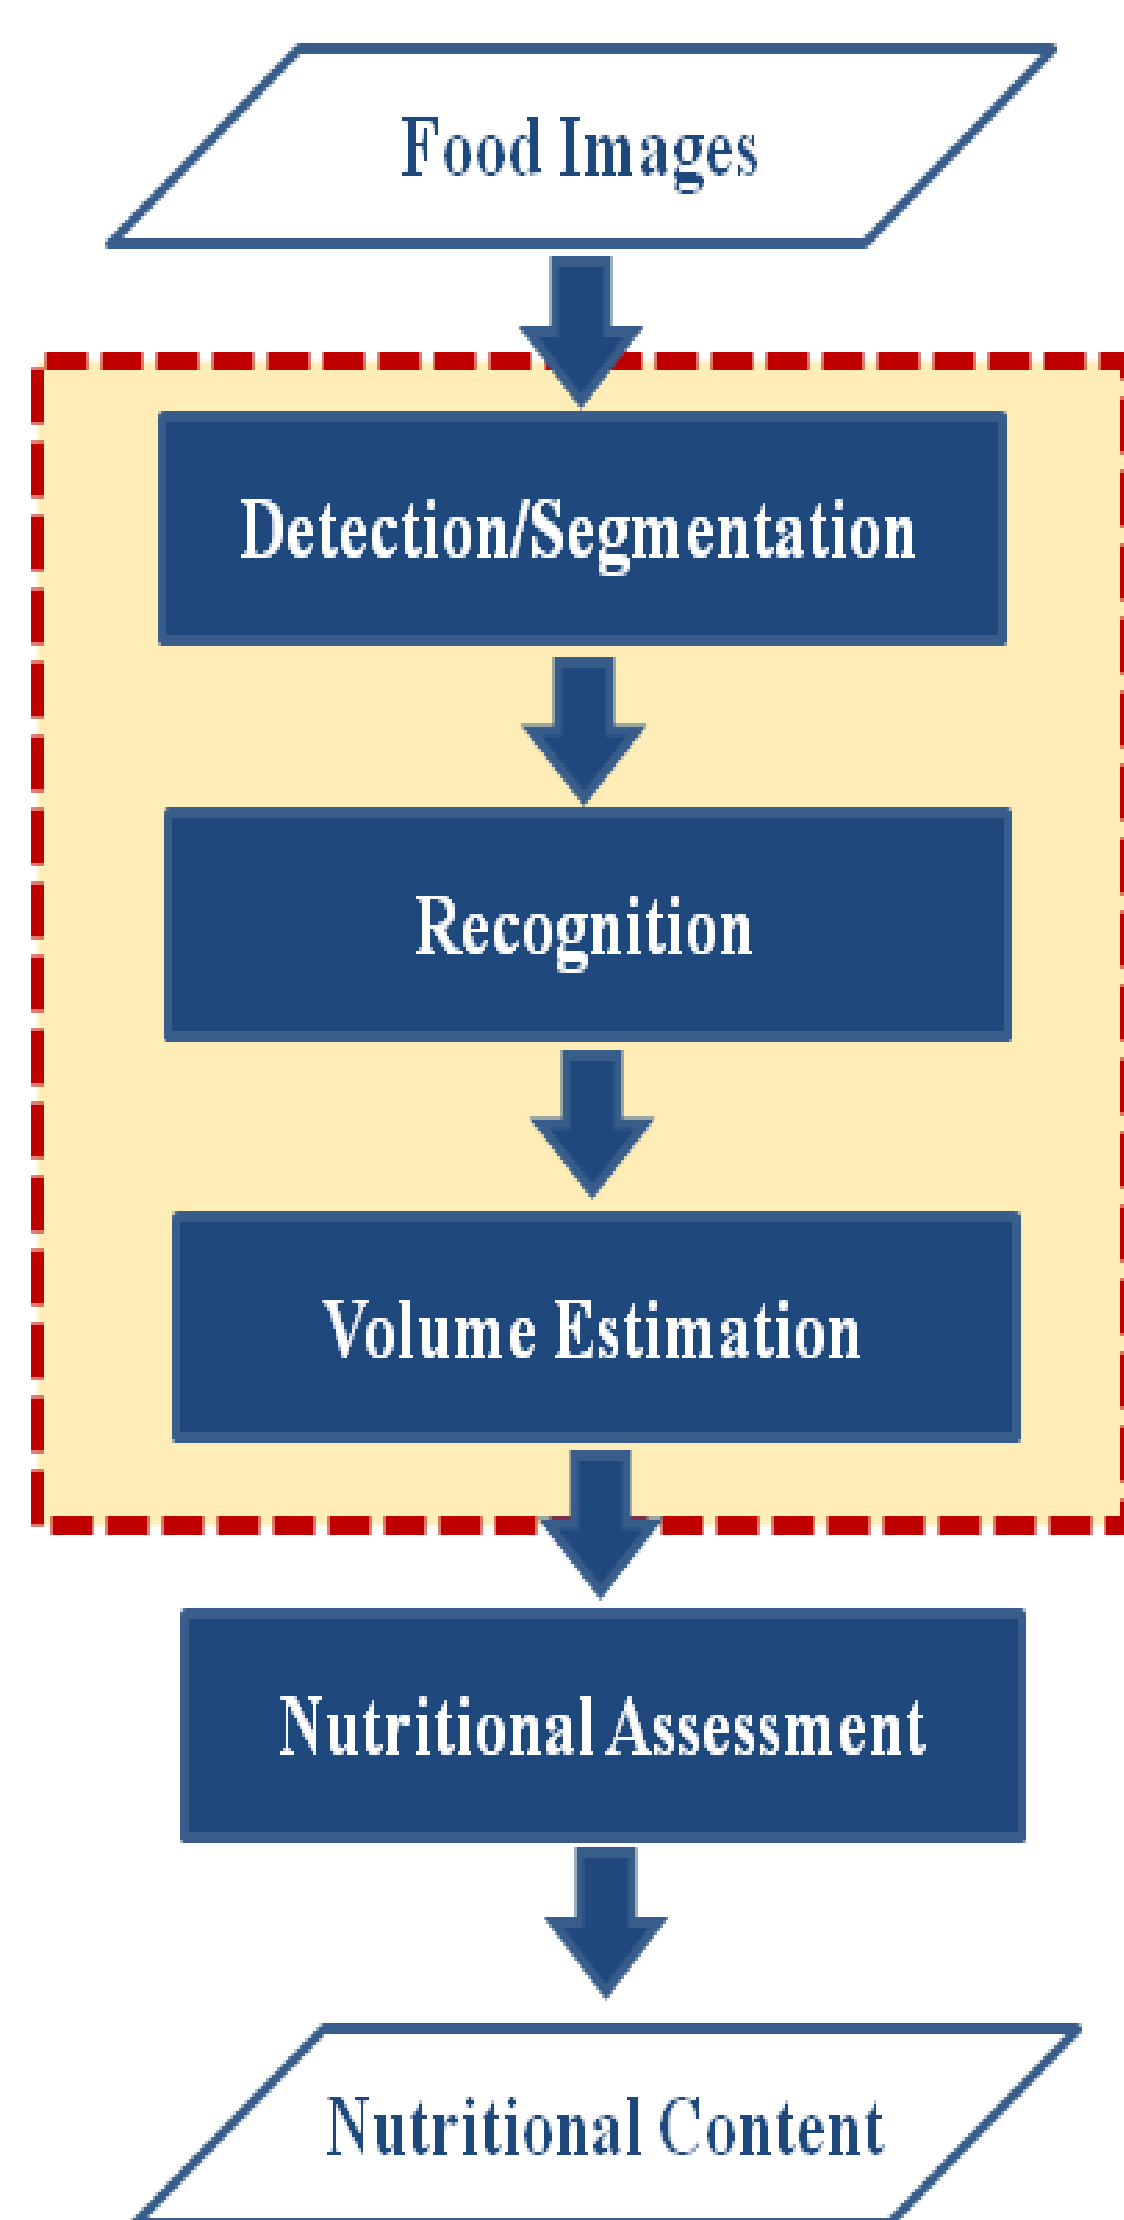 Food Images
Detection/Segmentation
Recognition
Volume Estimation
Nutritional Assessment
Nutritional Content